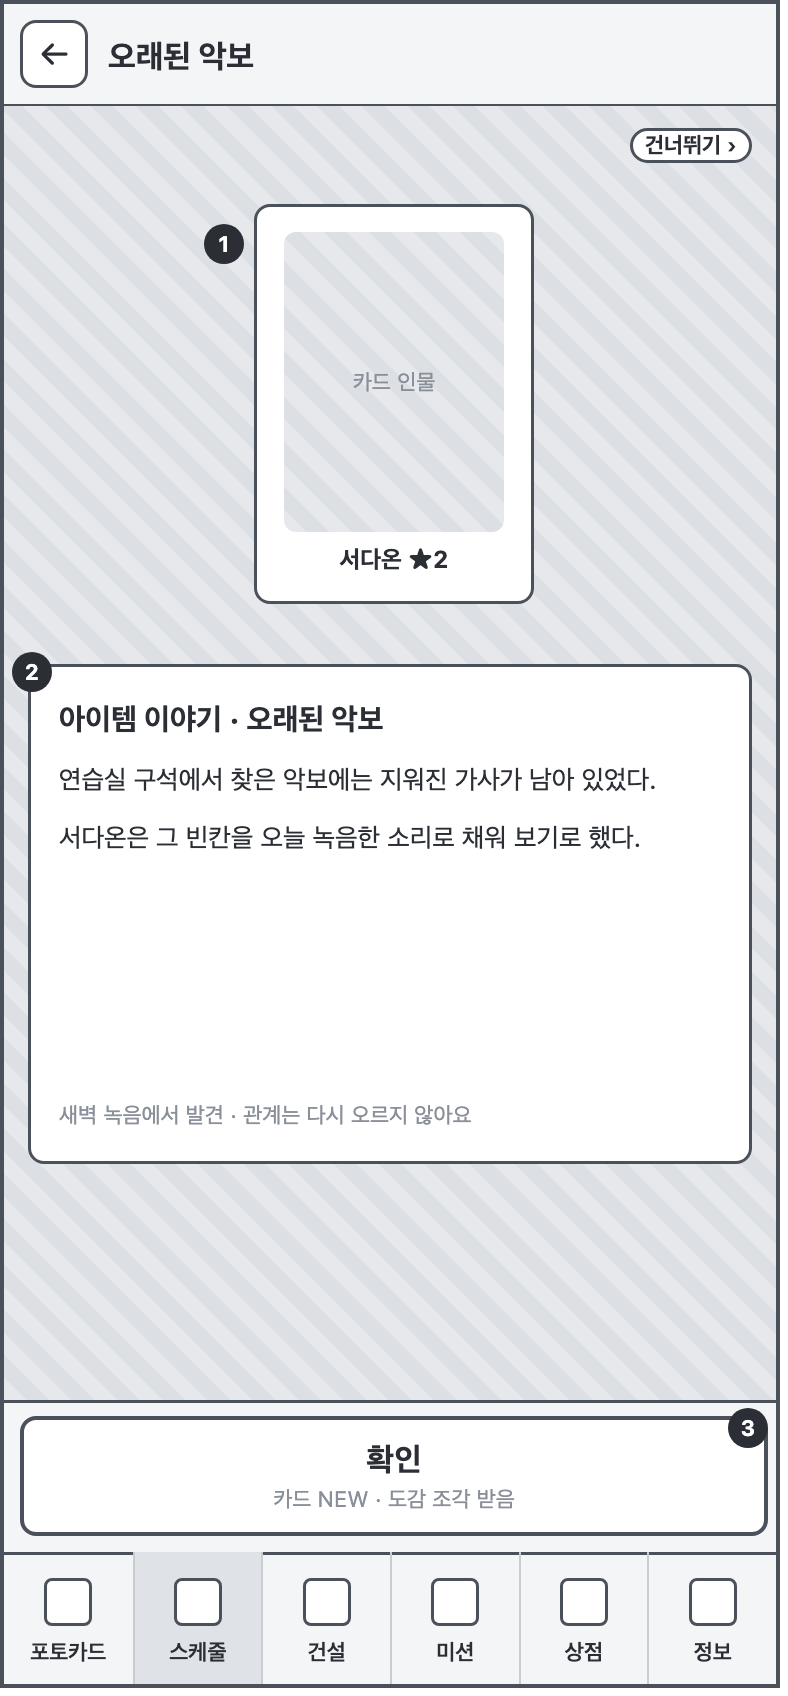 오래된 악보
건너뛰기 ›
1
카드 인물
서다온 ★2
2
아이템 이야기 · 오래된 악보
연습실 구석에서 찾은 악보에는 지워진 가사가 남아 있었다.
서다온은 그 빈칸을 오늘 녹음한 소리로 채워 보기로 했다.
새벽 녹음에서 발견 · 관계는 다시 오르지 않아요
3
확인
카드 NEW · 도감 조각 받음
포토카드 스케줄 건설 미션 상점 정보